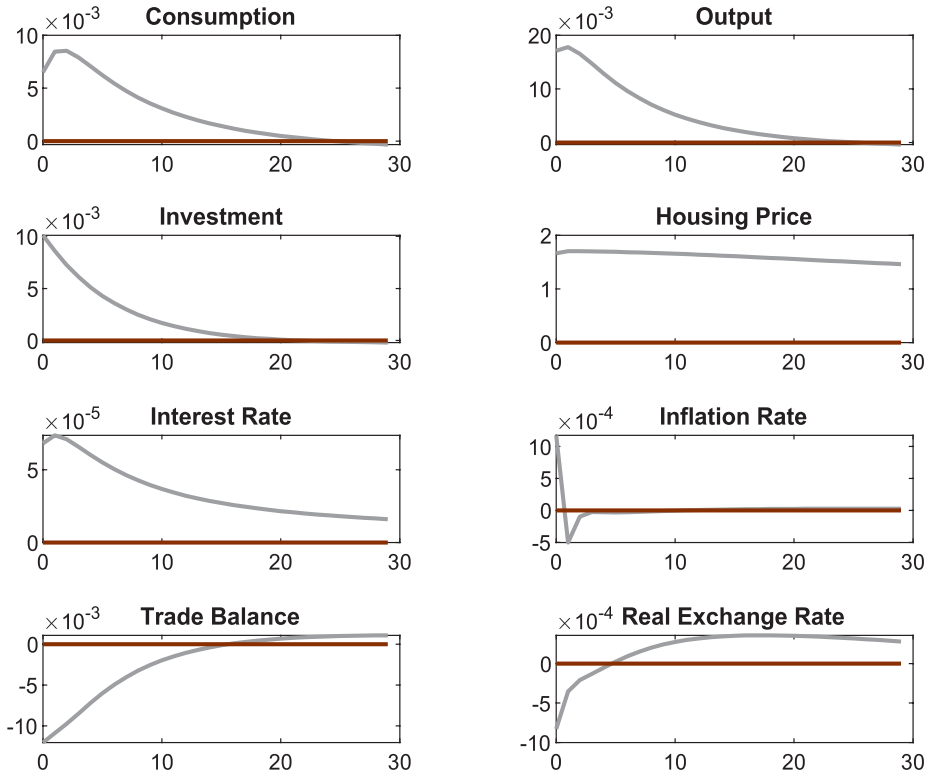 Consumption
×10-3
10
5
0
0 10 20 30
Output
×10-3
20
10
0
0 10 20 30
Investment
×10-3
10
5
0
0 10 20 30
Housing Price
2
1
0
0 10 20 30
Interest Rate
×10-5
5
0
0 10 20 30
Inflation Rate
×10-4
10
5
0
-5
0 10 20 30
Trade Balance
×10-3
0
-5
-10
0 10 20 30
Real Exchange Rate
×10-4
0
-5
-10
0 10 20 30